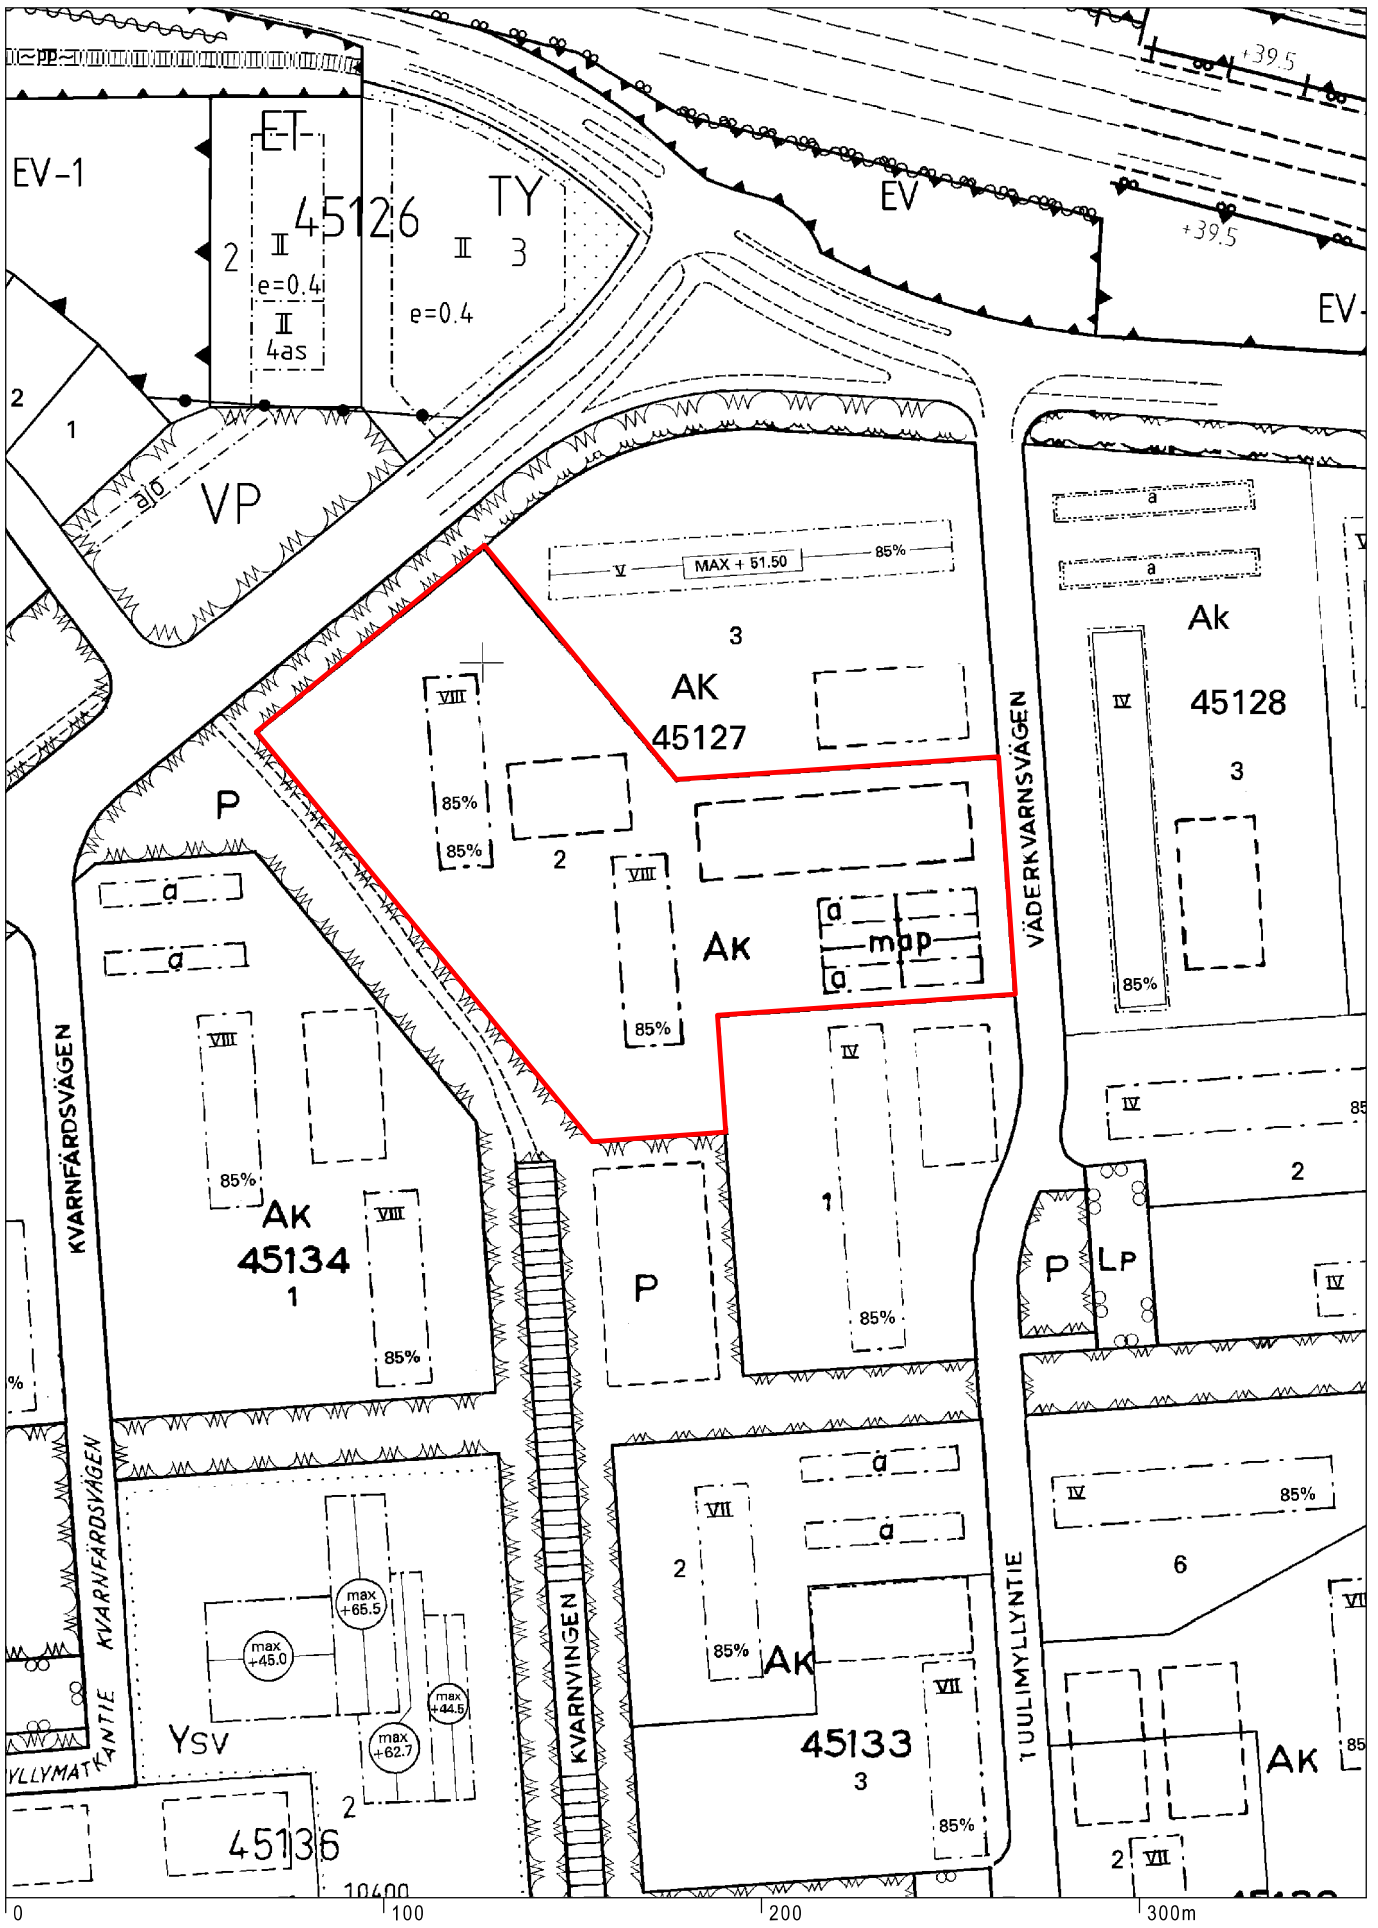 pp
+39.5
ET
EV-1
TY
EV
45126
+39.5
2
II
II
3
e=0.4
e=0.4
EV-
II
4as
2
1
a/o
VP
a
V
MAX + 51.50
85%
a
V
3
Ak
VIII
AK
IV
45128
45127
VÄDERKVARNSVÄGEN
3
P
85%
85%
2
VIII
a
a
Ak
map
a
a
85%
85%
KVARNFÄRDSVÄGEN
VIII
IV
IV
85
85%
2
1
Ak
VIII
45134
1
P
P
Lp
IV
85%
85%
%
KVARNFÄRDSVÄGEN
a
VII
IV
85%
a
2
6
TUULIMYLLYNTIE
max
+65.5
KVARNVINGEN
VII
max
+45.0
85%
Ak
VII
max
+44.5
max
+62.7
Ysv
45133
Ak
85
YLLYMATKANTIE
3
2
45136
85%
2
VII
10400
0
100
200
300m